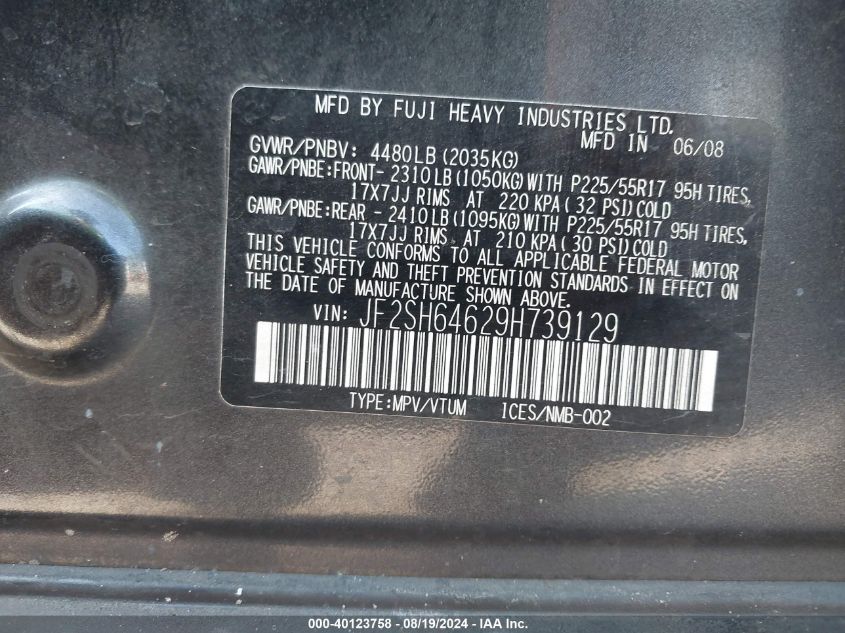 MFD BY FUJI HEAVY INDUSTRIES LTD.
MFD IN 06/08
GVWR/PNBV: 4480LB (2035KG)
GAWR/PNBE:FRONT- 2310LB(1050KG)WITH P225/55R17 95H TIRES,
17X7JJ RIMS AT 220 KPA( 32 PSI)COLD
GAWR/PNBE:REAR - 2410LB(1095KG)WITH P225/55R17 95H TIRES,
17X7JJ RIMS AT 210 KPA( 30 PSI)COLD
THIS VEHICLE CONFORMS TO ALL APPLICABLE FEDERAL MOTOR
VEHICLE SAFETY AND THEFT PREVENTION STANDARDS IN EFFECT ON
THE DATE OF MANUFACTURE SHOWN ABOVE.
VIN: JF2SH64629H739129
TYPE:MPV/VTUM ICES/NMB-002
000-40123758 - 08/19/2024 - IAA Inc.